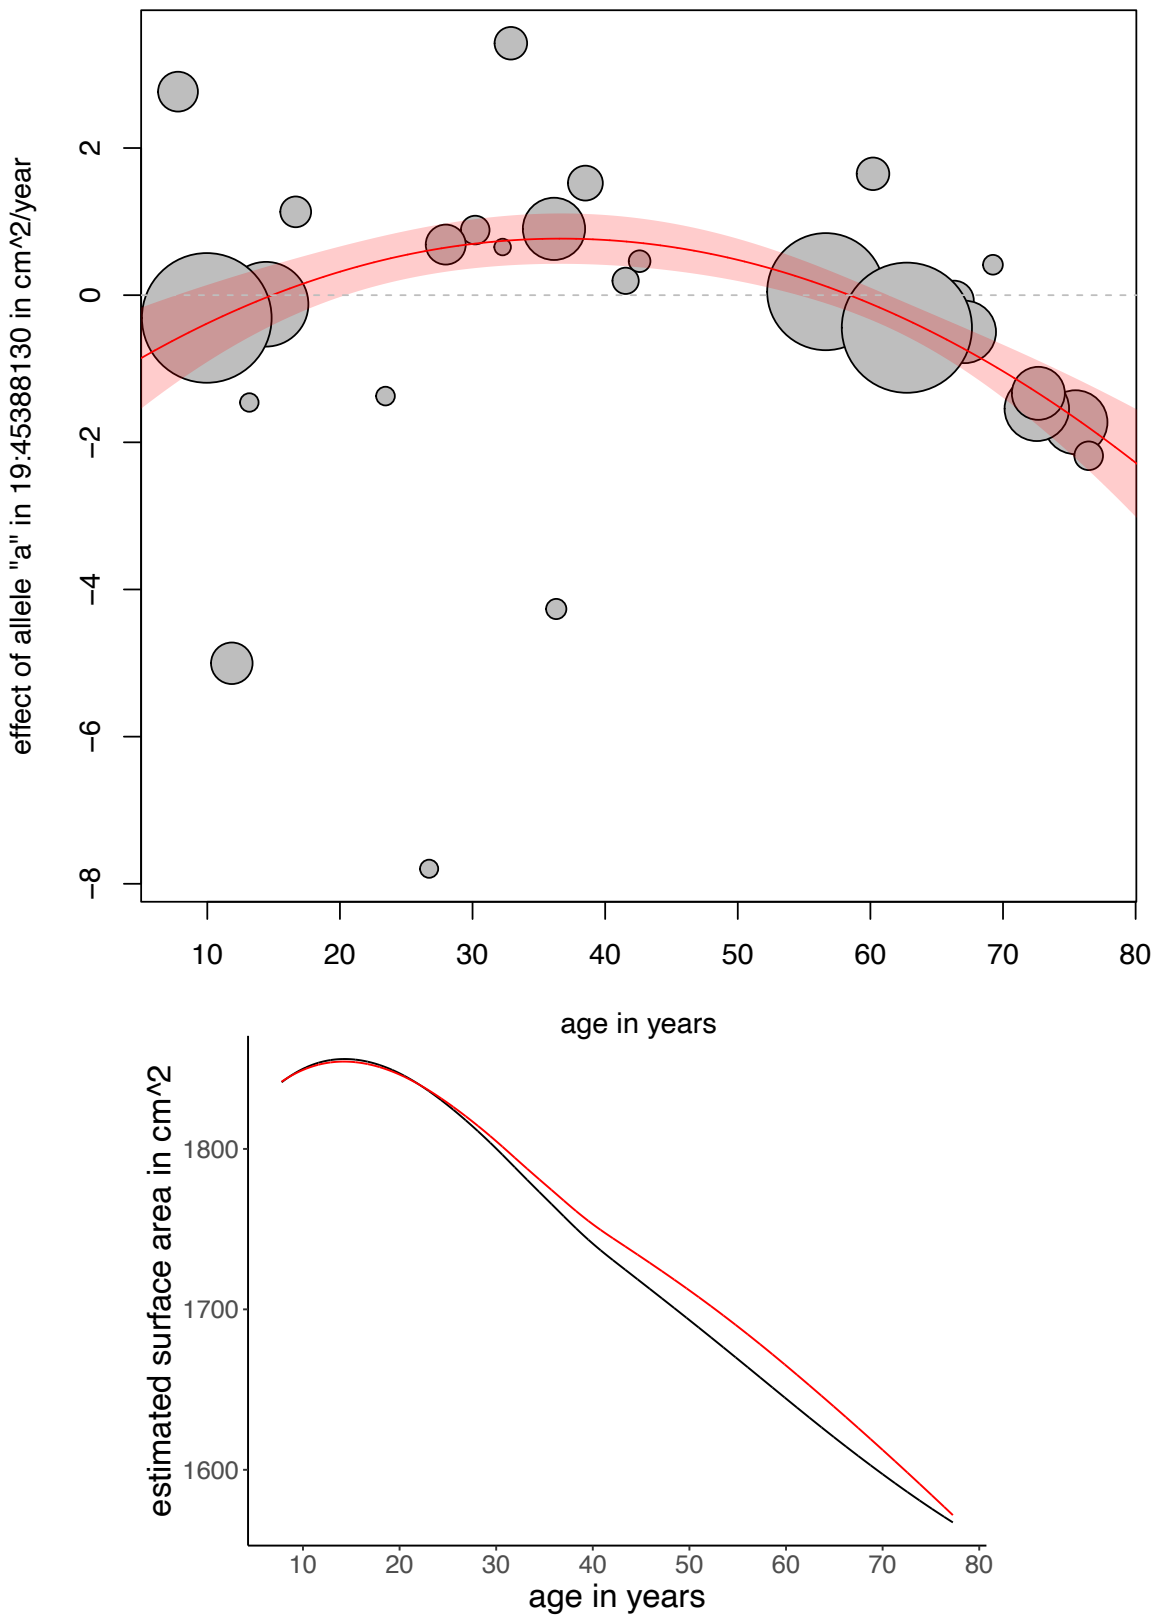 effect of allele "a" in 19:45388130 in cm^2/year
2
0
−2
−4
−6
−8
10 20 30 40 50 60 70 80
age in years
estimated surface area in cm^2
1800
1700
1600
10 20 30 40 50 60 70 80
age in years